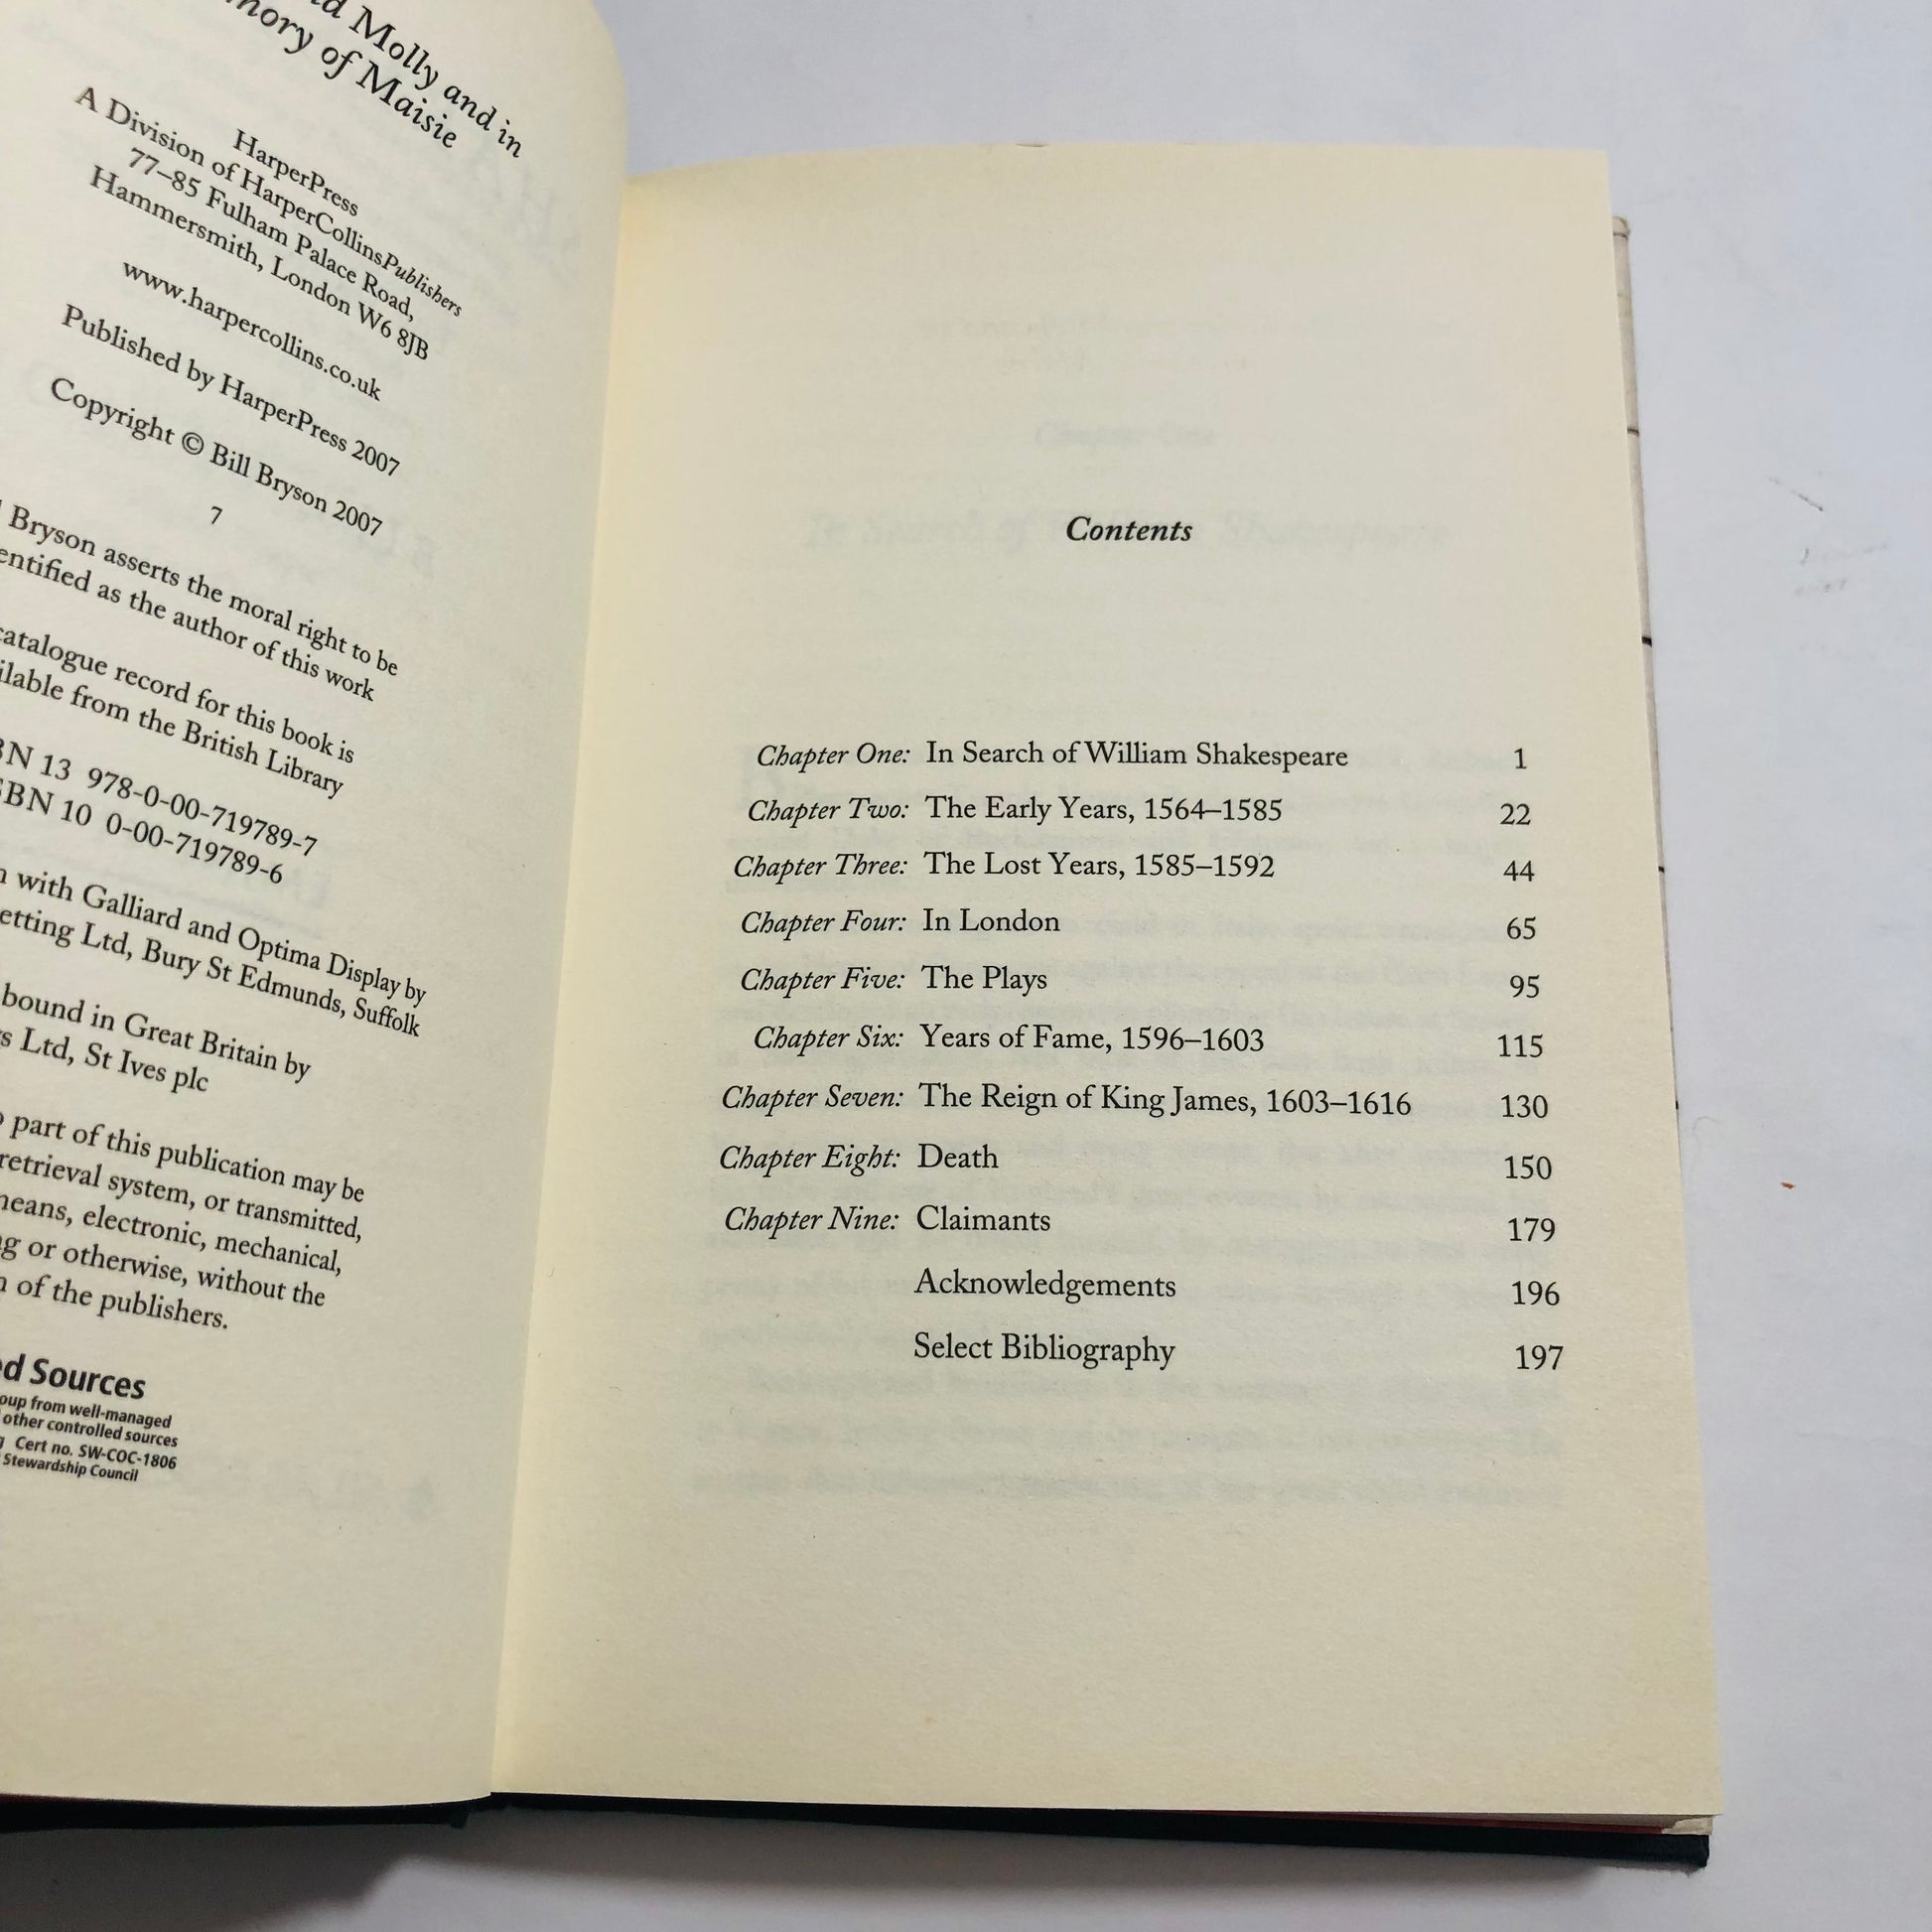 Molly and in
of Maisie
HarperPress
A Division of HarperCollinsPublishers
77–85 Fulham Palace Road,
Hammersmith, London W6 8JB
www.harpercollins.co.uk
Published by HarperPress 2007
Copyright © Bill Bryson 2007
7
Bryson asserts the moral right to be
as the author of this work
catalogue record for this book is
from the British Library
13 978-0-00-719789-7
10 0-00-719789-6
with Galliard and Optima Display by
Ltd, Bury St Edmunds, Suffolk
bound in Great Britain by
Ltd, St Ives plc
part of this publication may be
retrieval system, or transmitted,
means, electronic, mechanical,
or otherwise, without the
of the publishers.
Sources
from well-managed
other controlled sources
Cert no. SW-COC-1806
Stewardship Council
Contents
Chapter One: In Search of William Shakespeare 1
Chapter Two: The Early Years, 1564–1585 22
Chapter Three: The Lost Years, 1585–1592 44
Chapter Four: In London 65
Chapter Five: The Plays 95
Chapter Six: Years of Fame, 1596–1603 115
Chapter Seven: The Reign of King James, 1603–1616 130
Chapter Eight: Death 150
Chapter Nine: Claimants 179
Acknowledgements 196
Select Bibliography 197